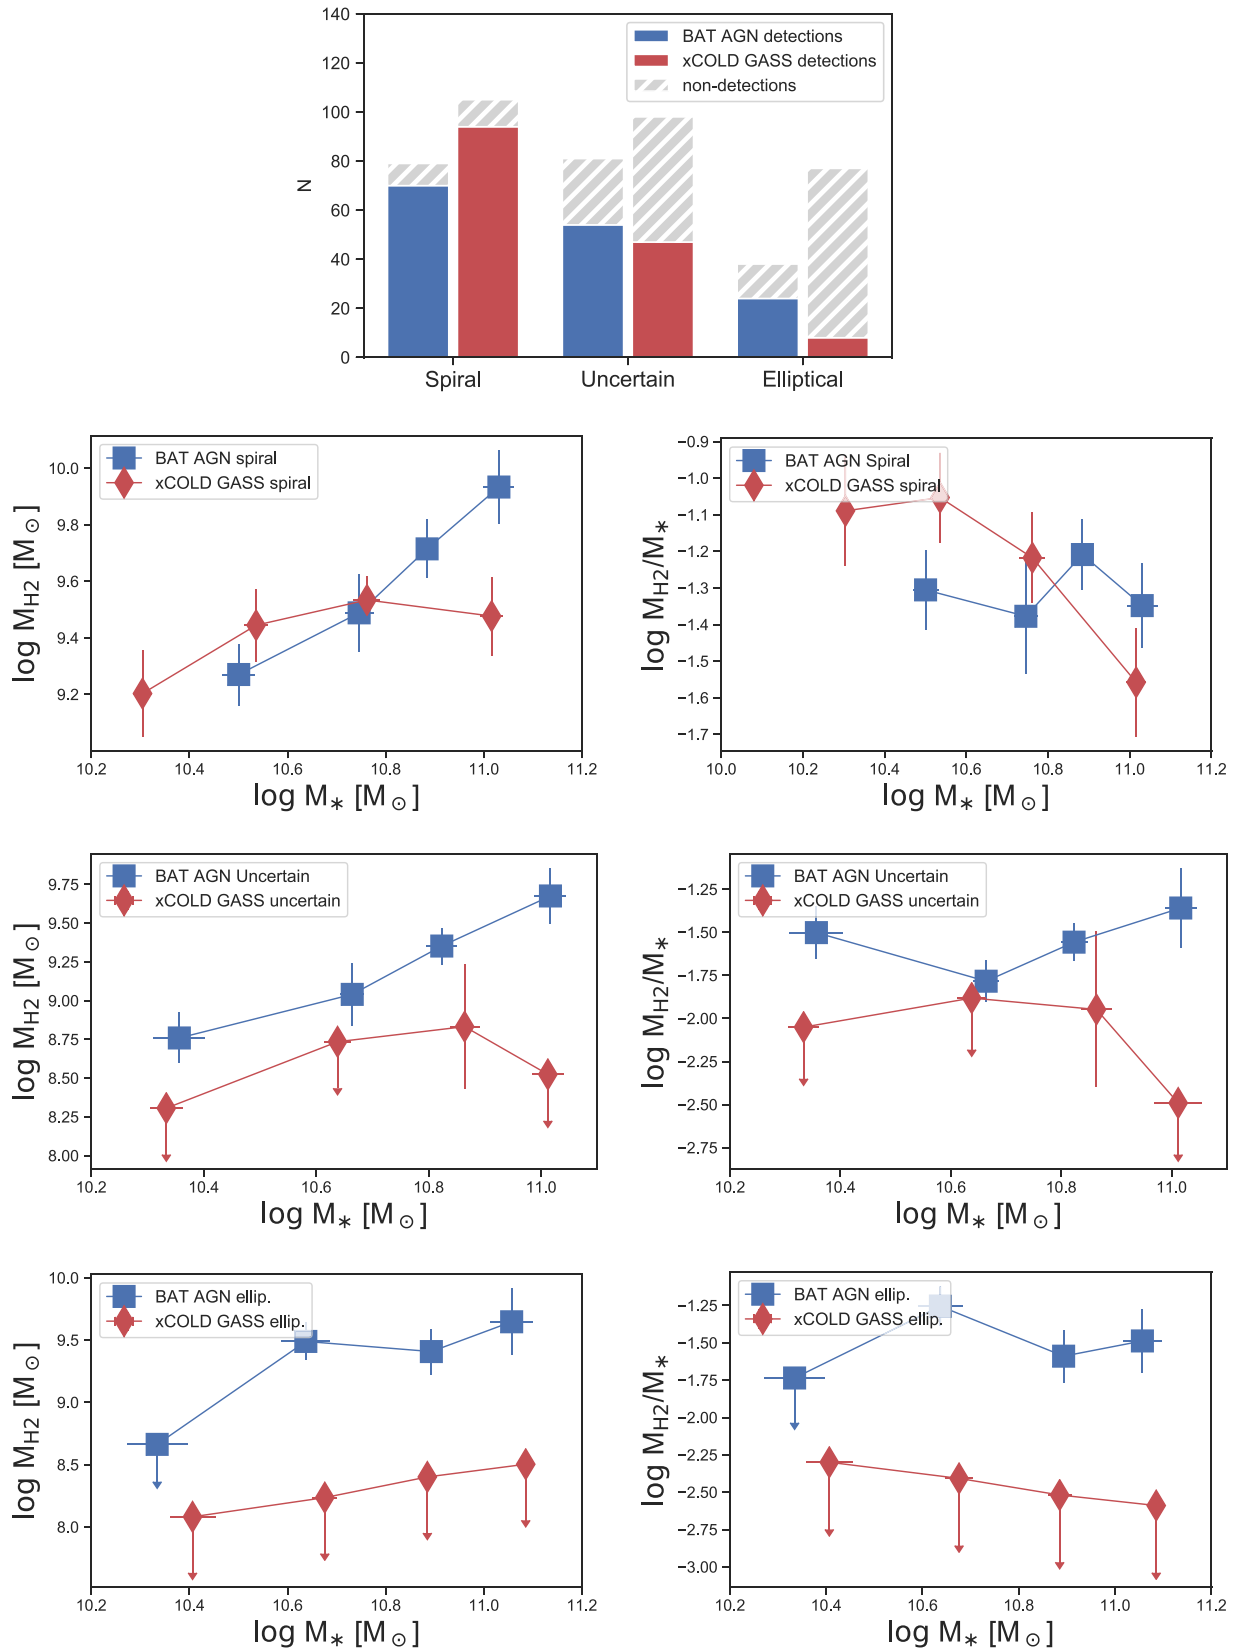 140
120
100
80
60
40
20
0
N
BAT AGN detections
xCOLD GASS detections
non-detections
Spiral Uncertain Elliptical
10.0
9.8
9.6
9.4
9.2
log M_H2 [M_⊙]
BAT AGN spiral
xCOLD GASS spiral
10.2 10.4 10.6 10.8 11.0 11.2
log M_* [M_⊙]
−0.9
−1.0
−1.1
−1.2
−1.3
−1.4
−1.5
−1.6
−1.7
log M_H2/M_*
BAT AGN Spiral
xCOLD GASS spiral
10.0 10.2 10.4 10.6 10.8 11.0 11.2
log M_* [M_⊙]
9.75
9.50
9.25
9.00
8.75
8.50
8.25
8.00
log M_H2 [M_⊙]
BAT AGN Uncertain
xCOLD GASS uncertain
10.2 10.4 10.6 10.8 11.0
log M_* [M_⊙]
−1.25
−1.50
−1.75
−2.00
−2.25
−2.50
−2.75
log M_H2/M_*
BAT AGN Uncertain
xCOLD GASS uncertain
10.2 10.4 10.6 10.8 11.0
log M_* [M_⊙]
10.0
9.5
9.0
8.5
8.0
log M_H2 [M_⊙]
BAT AGN ellip.
xCOLD GASS ellip.
10.2 10.4 10.6 10.8 11.0 11.2
log M_* [M_⊙]
−1.25
−1.50
−1.75
−2.00
−2.25
−2.50
−2.75
−3.00
log M_H2/M_*
BAT AGN ellip.
xCOLD GASS ellip.
10.2 10.4 10.6 10.8 11.0 11.2
log M_* [M_⊙]